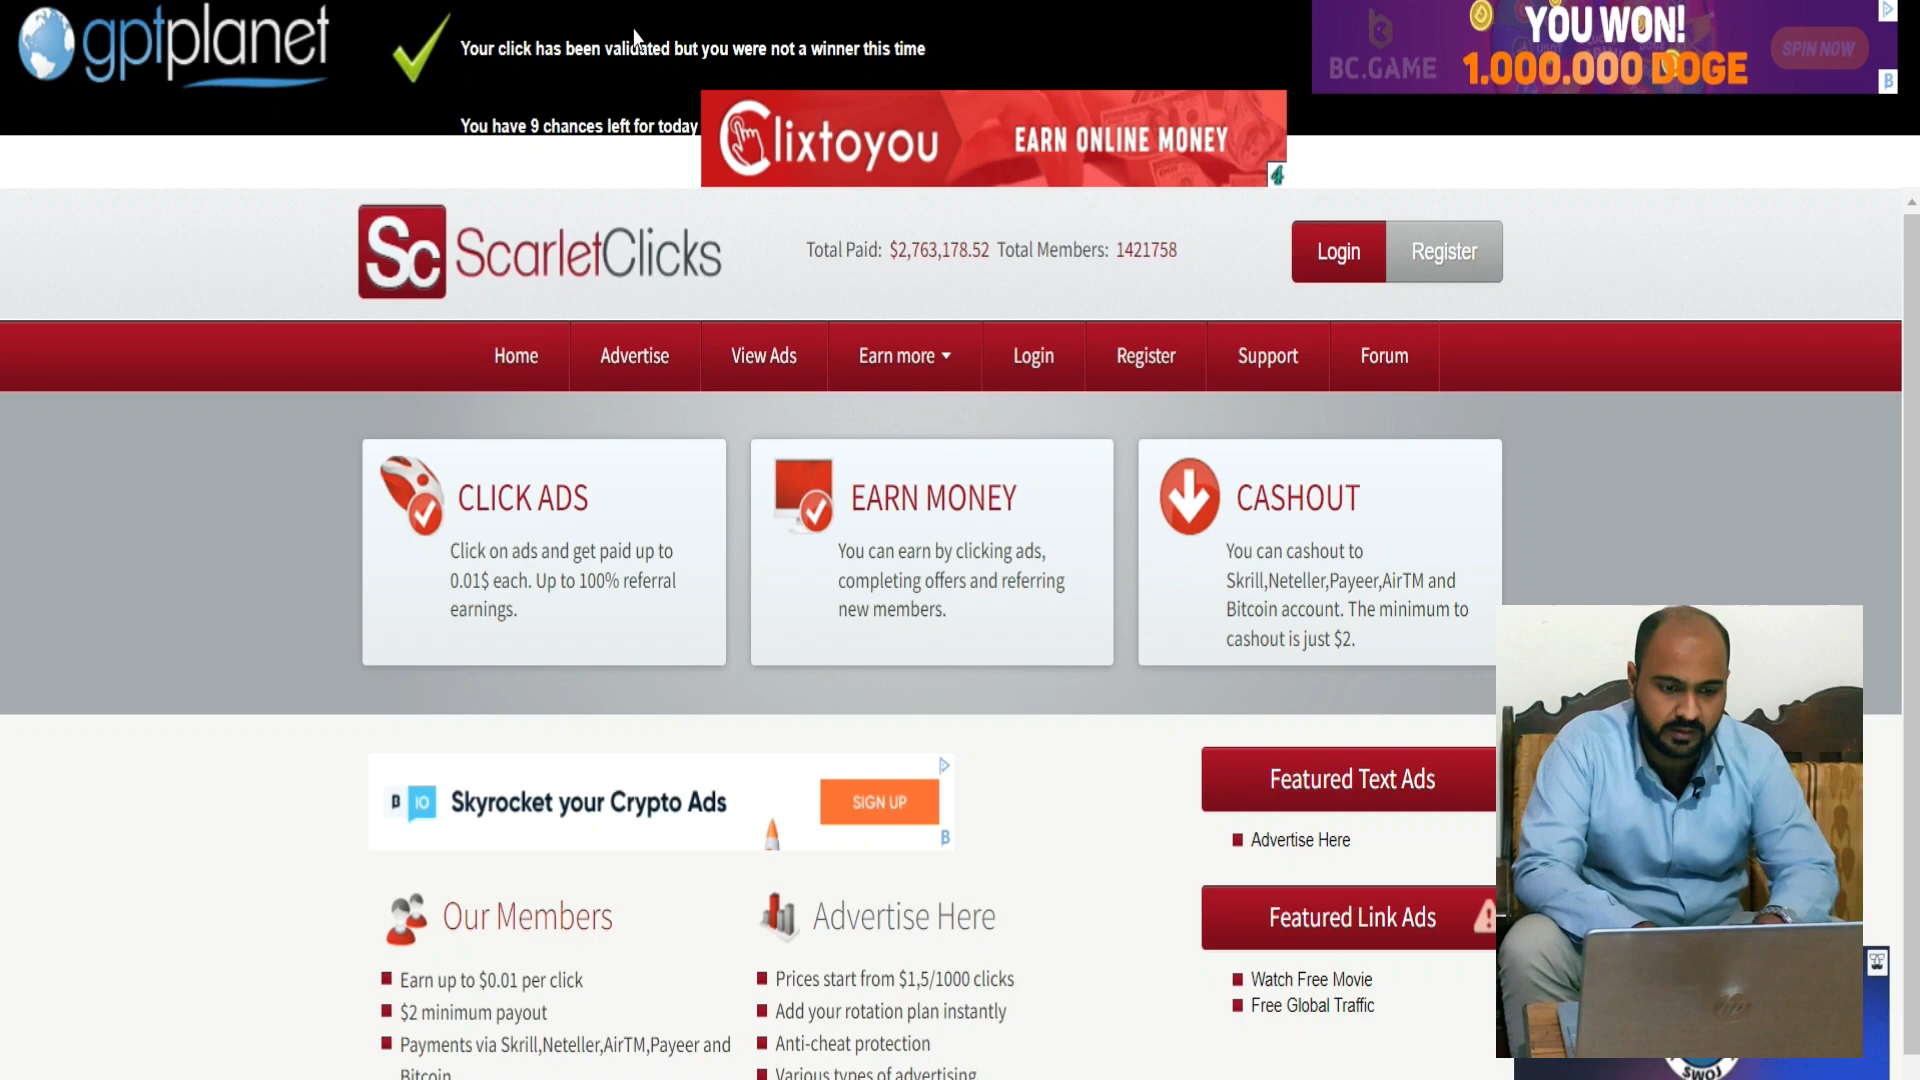 gptplanet
Your click has been validated but you were not a winner this time
You have 9 chances left for today
BC.GAME
YOU WON!
1.000.000 DOGE
SPIN NOW
B
Clixtoyou
EARN ONLINE MONEY
4
Sc ScarletClicks
Total Paid: $2,763,178.52 Total Members: 1421758
Login
Register
Home
Advertise
View Ads
Earn more
Login
Register
Support
Forum
CLICK ADS
Click on ads and get paid up to
0.01$ each. Up to 100% referral
earnings.
EARN MONEY
You can earn by clicking ads,
completing offers and referring
new members.
CASHOUT
You can cashout to
Skrill,Neteller,Payeer,AirTM and
Bitcoin account. The minimum to
cashout is just $2.
B IO
Skyrocket your Crypto Ads
SIGN UP
B
Featured Text Ads
Advertise Here
Our Members
Earn up to $0.01 per click
$2 minimum payout
Payments via Skrill,Neteller,AirTM,Payeer and
Bitcoin
Advertise Here
Prices start from $1,5/1000 clicks
Add your rotation plan instantly
Anti-cheat protection
Various types of advertising
Featured Link Ads
Watch Free Movie
Free Global Traffic
hp